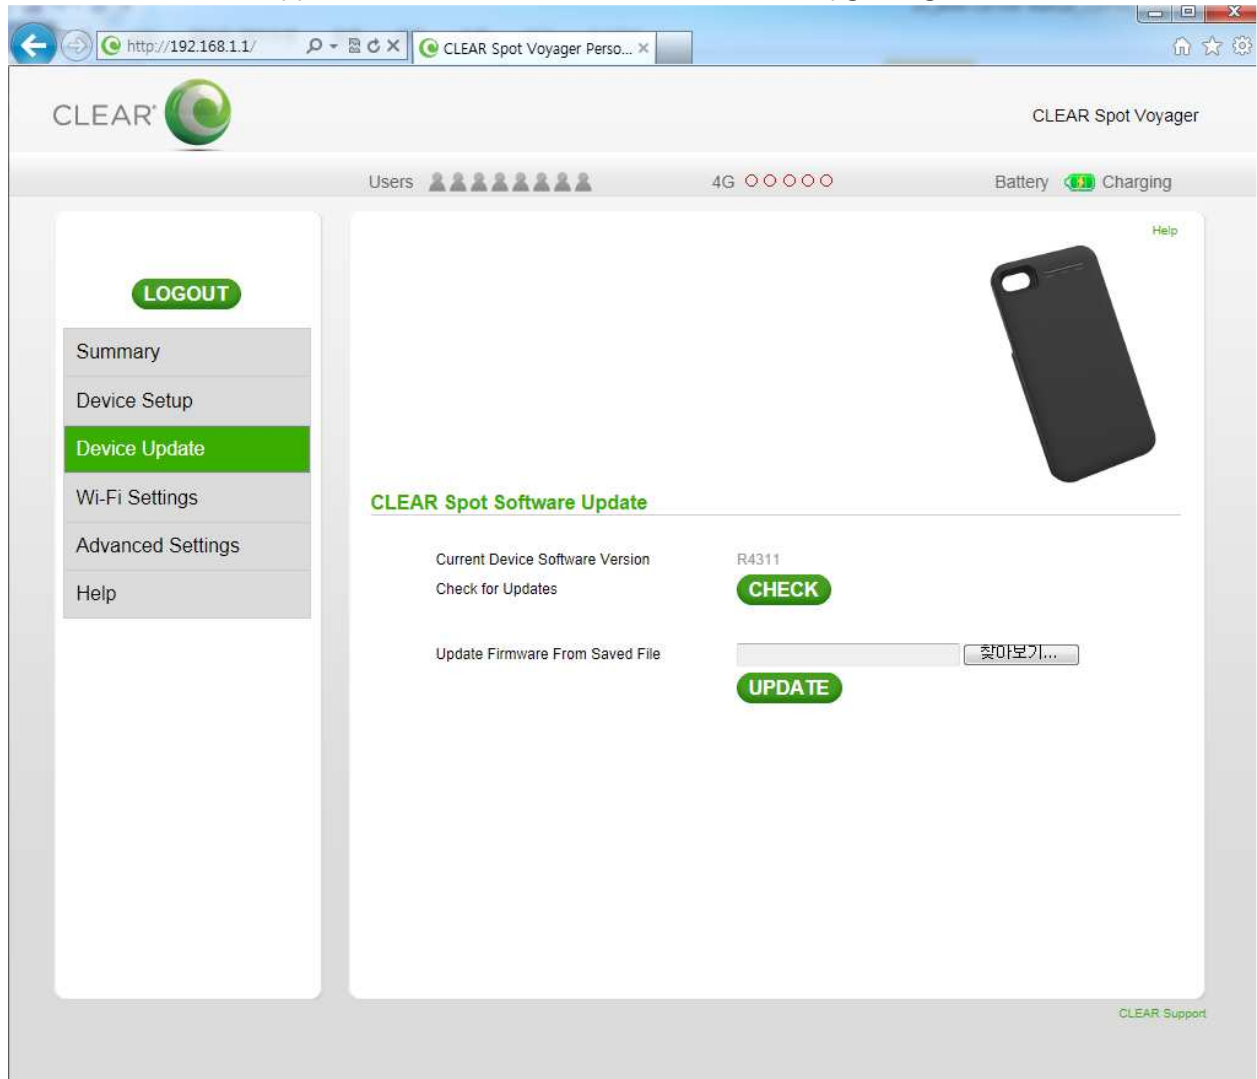 http://192.168.1.1/
CLEAR Spot Voyager Perso...
CLEAR
CLEAR Spot Voyager
Users
4G
Battery
Charging
Help
LOGOUT
Summary
Device Setup
Device Update
Wi-Fi Settings
Advanced Settings
Help
CLEAR Spot Software Update
Current Device Software Version R4311
Check for Updates CHECK
Update Firmware From Saved File 찾아보기...
UPDATE
CLEAR Support